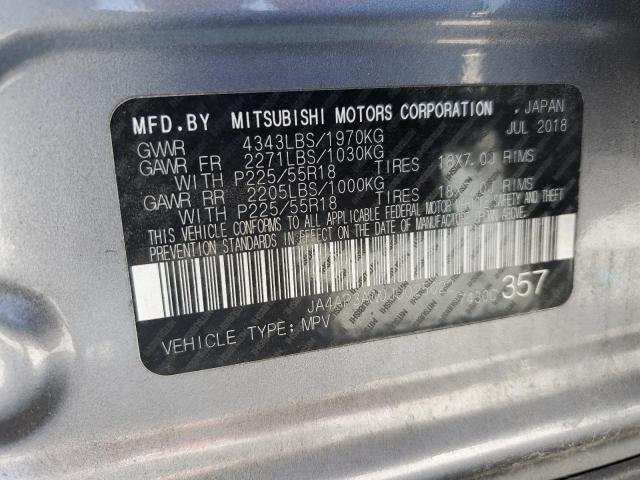 MFD.BY MITSUBISHI MOTORS CORPORATION , JAPAN
JUL 2018
GVWR 4343LBS/1970KG
GAWR FR 2271LBS/1030KG
WITH P225/55R18 TIRES 18X7.0J RIMS
GAWR RR 2205LBS/1000KG
WITH P225/55R18 TIRES RIMS
THIS VEHICLE CONFORMS TO ALL APPLICABLE FEDERAL MOTOR VEHICLE SAFETY AND THEFT
PREVENTION STANDARDS IN EFFECT ON THE DATE OF MANUFACTURE SHOWN ABOVE.
357
VEHICLE TYPE: MPV